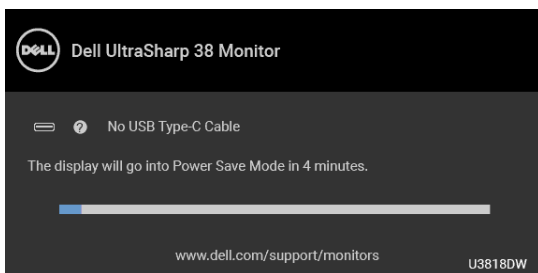 DELL
Dell UltraSharp 38 Monitor
? No USB Type-C Cable
The display will go into Power Save Mode in 4 minutes.
www.dell.com/support/monitors
U3818DW